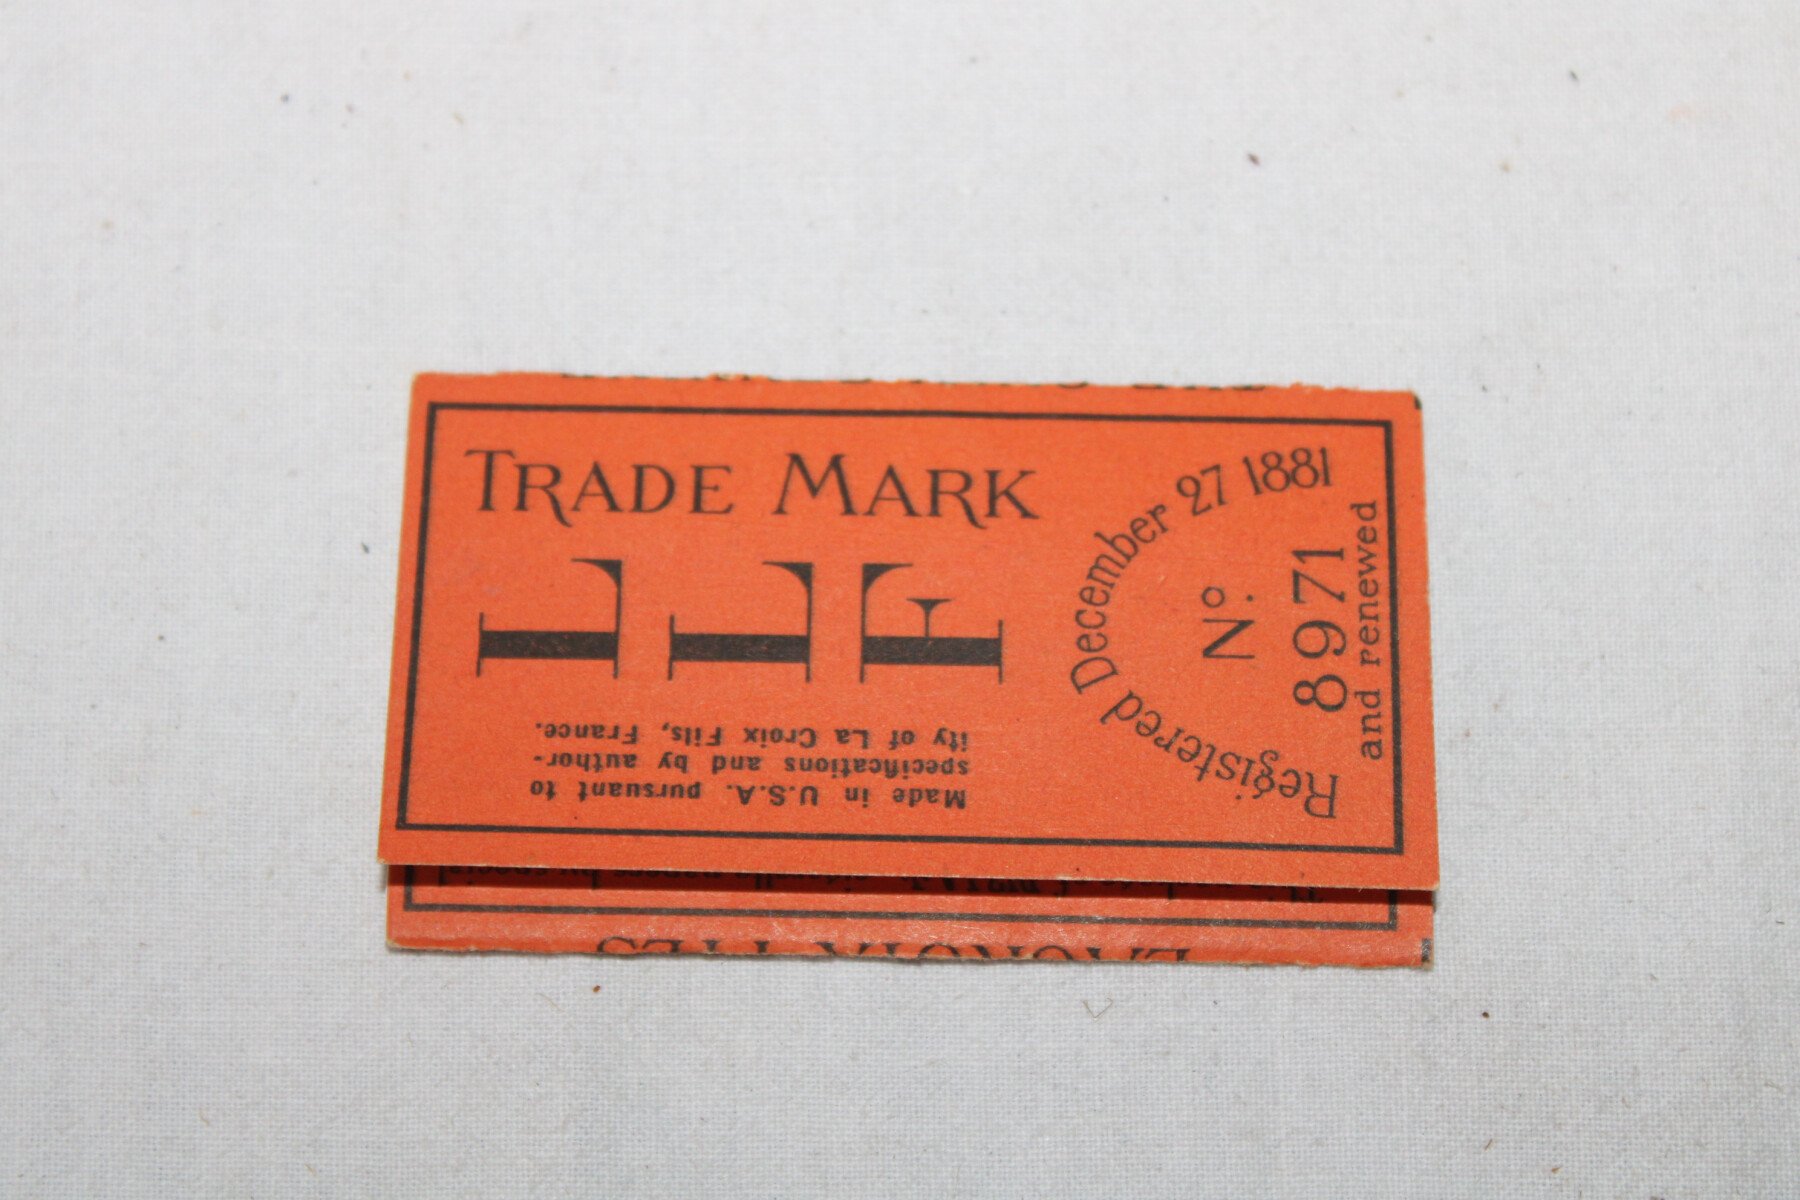 TRADE MARK
L L F
Made in U.S.A. pursuant to
specifications and by author-
ity of La Croix Fils, France.
Registered December 27 1881
Nº.
8971
and renewed